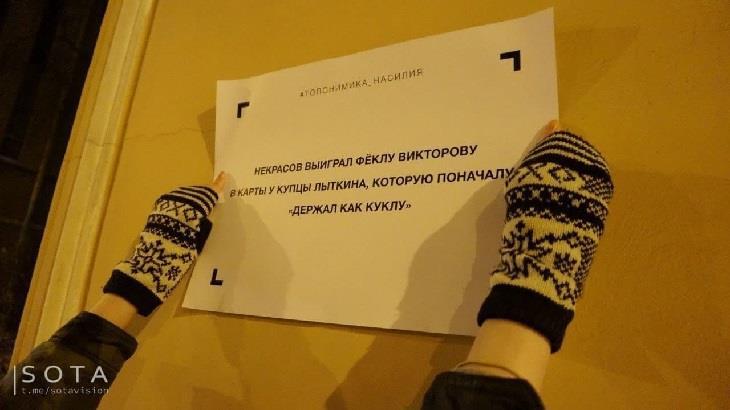 #ТОПОНИМИКА_НАСИЛИЯ
НЕКРАСОВ ВЫИГРАЛ ФЁКЛУ ВИКТОРОВУ
В КАРТЫ У КУПЦЫ ЛЫТКИНА, КОТОРУЮ ПОНАЧАЛУ
«ДЕРЖАЛ КАК КУКЛУ»
SOTA
t.me/sotavision